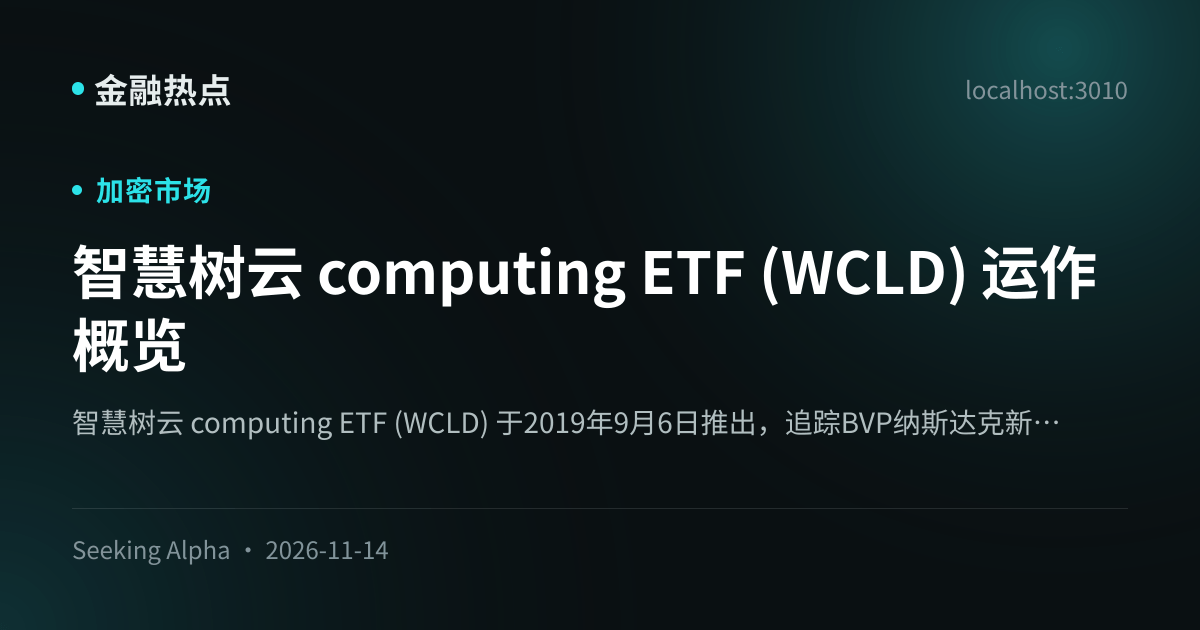 金融热点
localhost:3010
加密市场
智慧树云 computing ETF (WCLD) 运作
概览
智慧树云 computing ETF (WCLD) 于2019年9月6日推出，追踪BVP纳斯达克新…
Seeking Alpha • 2026-11-14